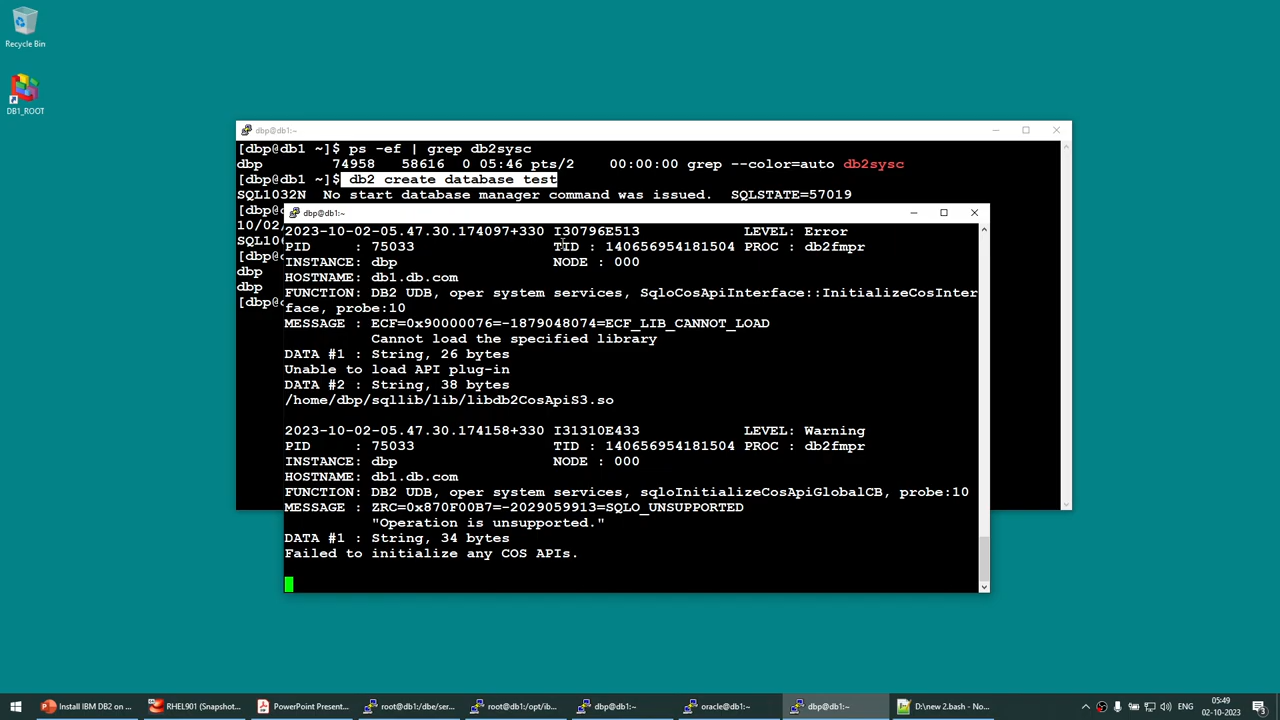 Recycle Bin
DB1_ROOT
dbp@db1:~
[dbp@db1 ~]$ ps -ef | grep db2sysc
dbp 74958 58616 0 05:46 pts/2 00:00:00 grep --color=auto db2sysc
[dbp@db1 ~]$ db2 create database test
SQL1032N No start database manager command was issued. SQLSTATE=57019
[dbp@
10/02
SQL10
[dbp@
dbp
dbp
[dbp@
dbp@db1:~
2023-10-02-05.47.30.174097+330 I30796E513 LEVEL: Error
PID : 75033 TID : 140656954181504 PROC : db2fmpr
INSTANCE: dbp NODE : 000
HOSTNAME: db1.db.com
FUNCTION: DB2 UDB, oper system services, SqloCosApiInterface::InitializeCosInter
face, probe:10
MESSAGE : ECF=0x90000076=-1879048074=ECF_LIB_CANNOT_LOAD
Cannot load the specified library
DATA #1 : String, 26 bytes
Unable to load API plug-in
DATA #2 : String, 38 bytes
/home/dbp/sqllib/lib/libdb2CosApiS3.so
2023-10-02-05.47.30.174158+330 I31310E433 LEVEL: Warning
PID : 75033 TID : 140656954181504 PROC : db2fmpr
INSTANCE: dbp NODE : 000
HOSTNAME: db1.db.com
FUNCTION: DB2 UDB, oper system services, sqloInitializeCosApiGlobalCB, probe:10
MESSAGE : ZRC=0x870F00B7=-2029059913=SQLO_UNSUPPORTED
"Operation is unsupported."
DATA #1 : String, 34 bytes
Failed to initialize any COS APIs.
Install IBM DB2 on ...
RHEL901 (Snapshot...
PowerPoint Present...
root@db1:/dbe/ser...
root@db1:/opt/ib...
dbp@db1:~
oracle@db1:~
dbp@db1:~
D:\new 2.bash - No...
ENG
05:49
02-10-2023
3